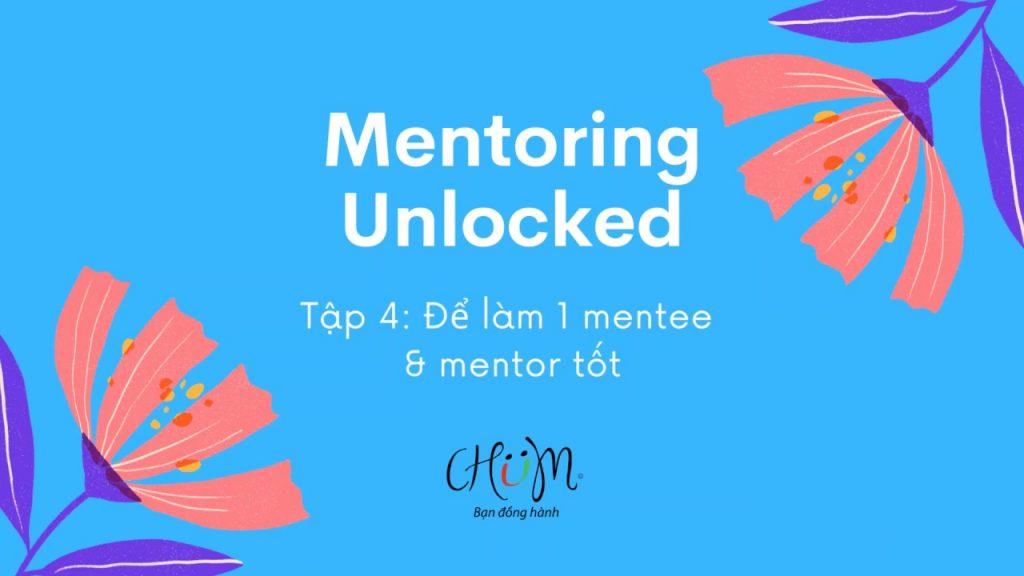 Mentoring
Unlocked
Tập 4: Để làm 1 mentee
& mentor tốt
CHÜM
Bạn đồng hành